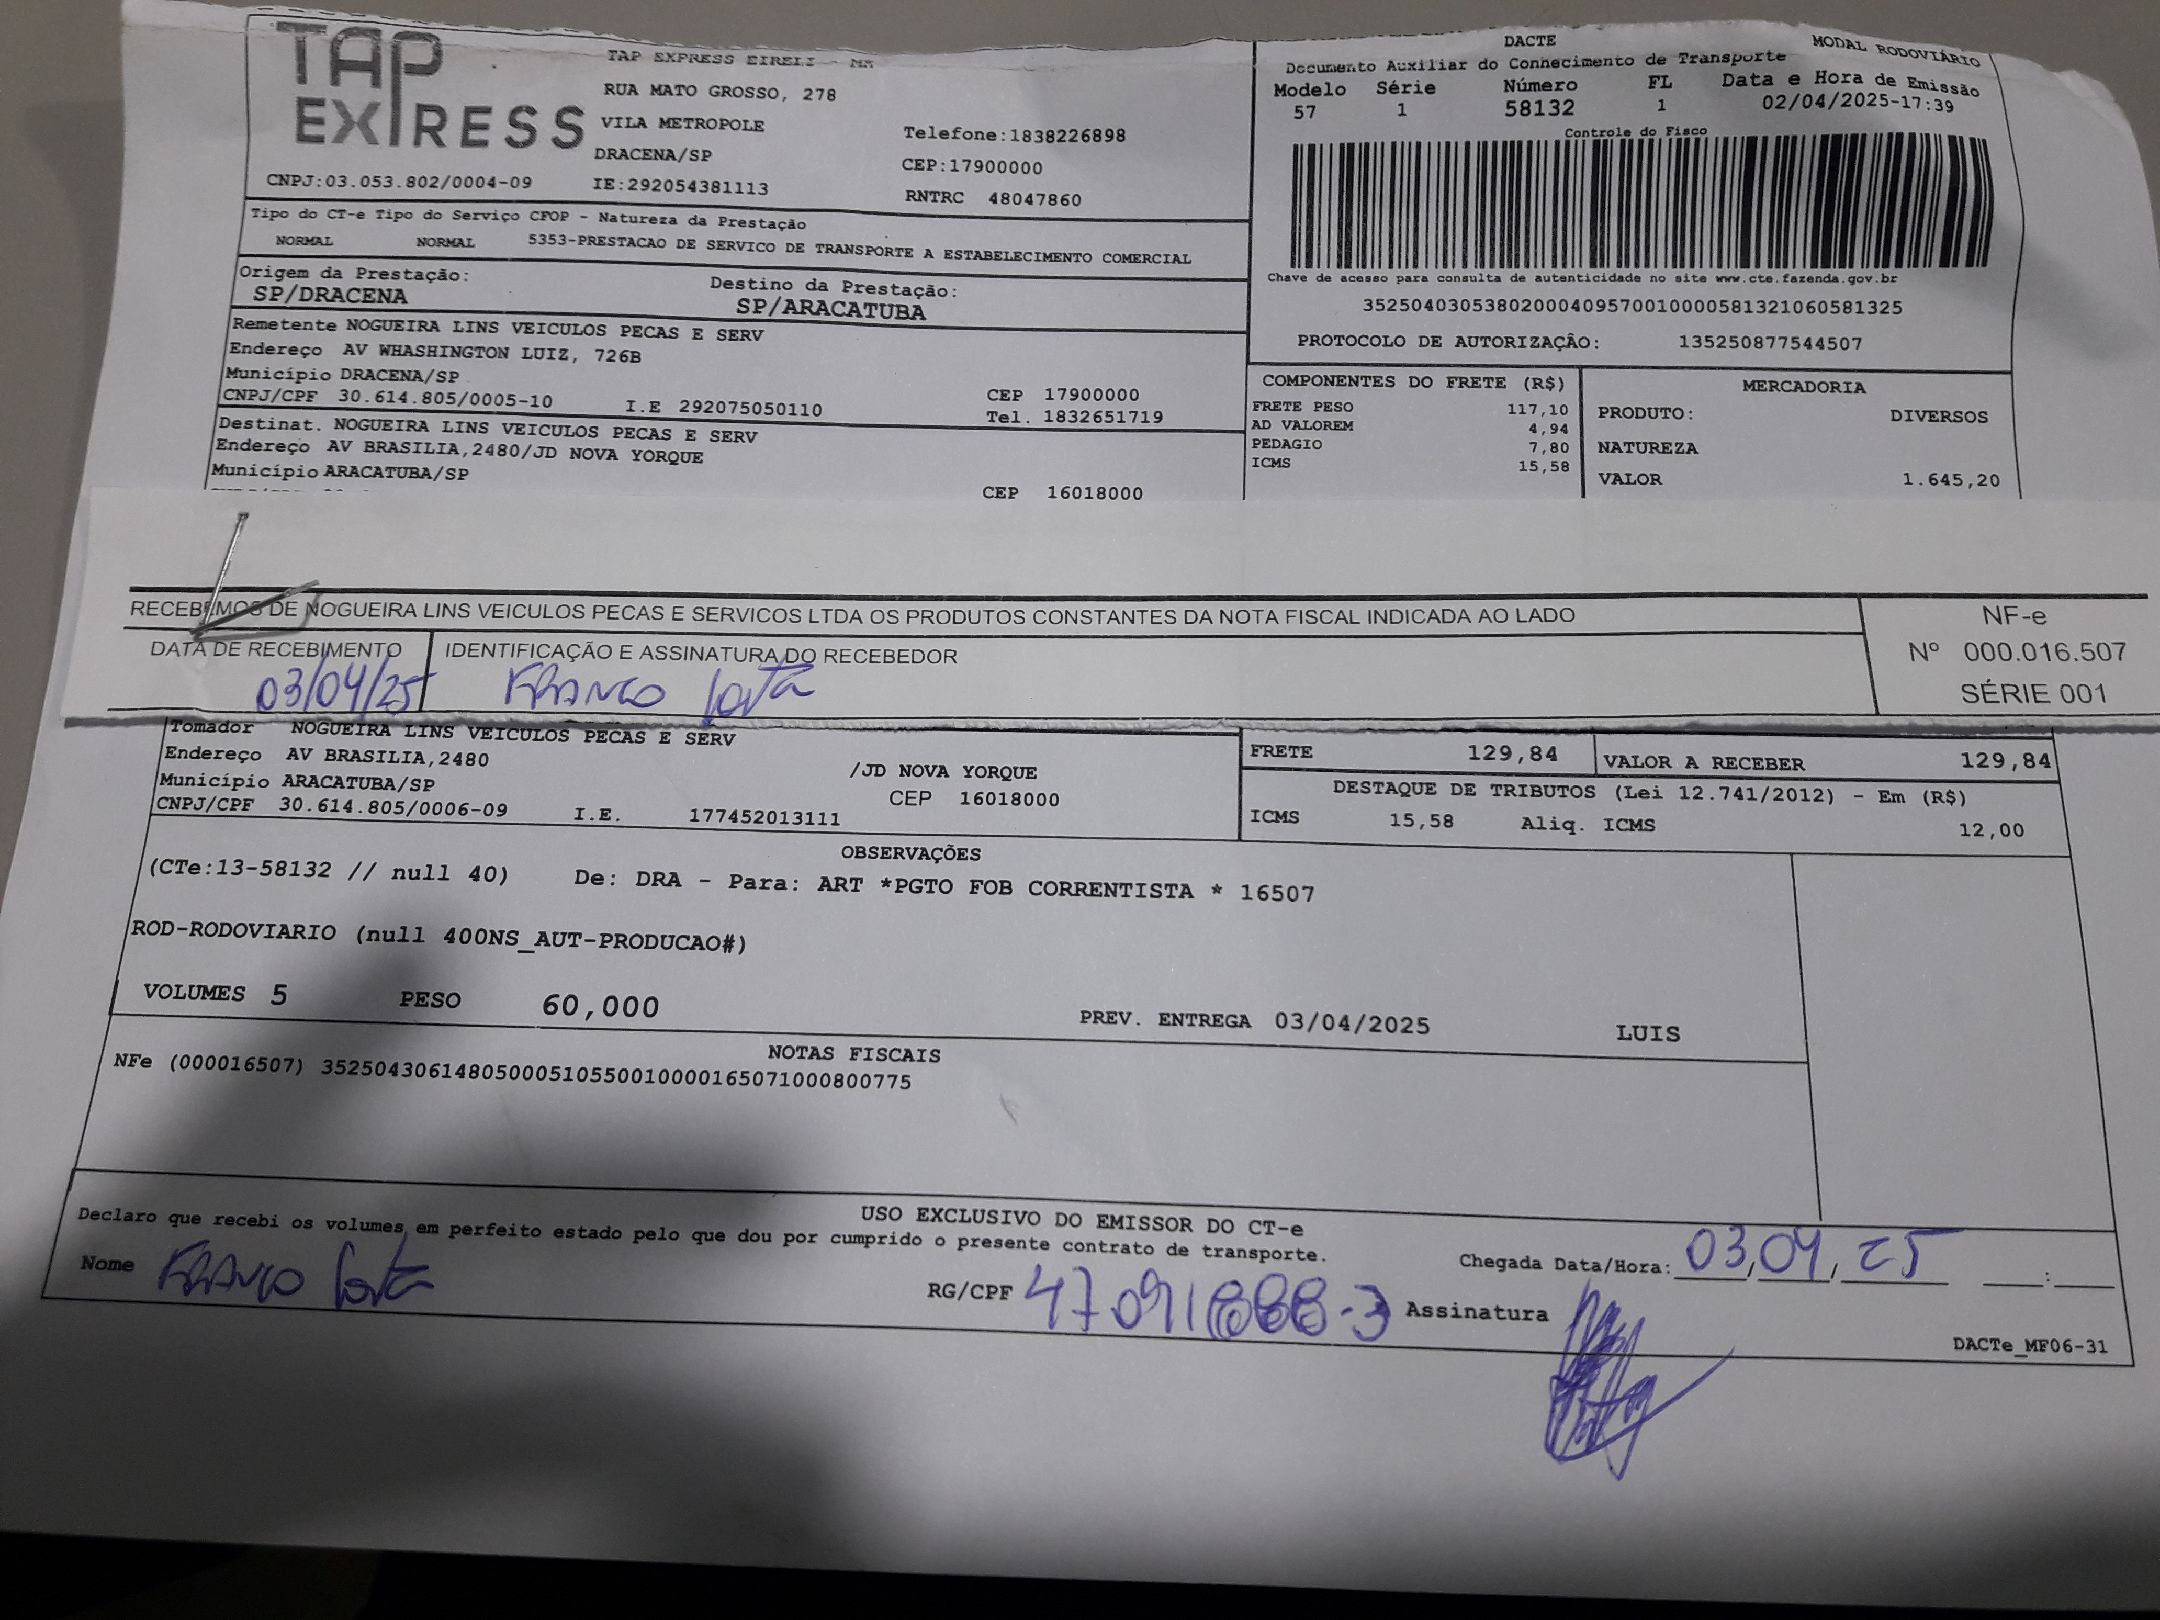 TAP EXPRESS
TAP EXPRESS EIRELI - MM
RUA MATO GROSSO, 278
VILA METROPOLE
Telefone:1838226898
DRACENA/SP
CEP:17900000
CNPJ:03.053.802/0004-09 IE:292054381113 RNTRC 48047860
DACTE MODAL RODOVIÁRIO
Documento Auxiliar do Conhecimento de Transporte
Modelo Série Número FL Data e Hora de Emissão
57 1 58132 1 02/04/2025-17:39
Controle do Fisco
Chave de acesso para consulta de autenticidade no site www.cte.fazenda.gov.br
35250403053802000409570010000581321060581325
PROTOCOLO DE AUTORIZAÇÃO: 135250877544507
Tipo do CT-e Tipo do Serviço CFOP - Natureza da Prestação
NORMAL NORMAL 5353-PRESTACAO DE SERVICO DE TRANSPORTE A ESTABELECIMENTO COMERCIAL
Origem da Prestação: Destino da Prestação:
SP/DRACENA SP/ARACATUBA
Remetente NOGUEIRA LINS VEICULOS PECAS E SERV
Endereço AV WHASHINGTON LUIZ, 726B
Município DRACENA/SP CEP 17900000
CNPJ/CPF 30.614.805/0005-10 I.E 292075050110 Tel. 1832651719
Destinat. NOGUEIRA LINS VEICULOS PECAS E SERV
Endereço AV BRASILIA,2480/JD NOVA YORQUE
Município ARACATUBA/SP CEP 16018000
COMPONENTES DO FRETE (R$)
FRETE PESO 117,10
AD VALOREM 4,94
PEDAGIO 7,80
ICMS 15,58
MERCADORIA
PRODUTO: DIVERSOS
NATUREZA
VALOR 1.645,20
RECEBEMOS DE NOGUEIRA LINS VEICULOS PECAS E SERVICOS LTDA OS PRODUTOS CONSTANTES DA NOTA FISCAL INDICADA AO LADO
DATA DE RECEBIMENTO IDENTIFICAÇÃO E ASSINATURA DO RECEBEDOR
03/04/25 FRANCO
NF-e
Nº 000.016.507
SÉRIE 001
Tomador NOGUEIRA LINS VEICULOS PECAS E SERV
Endereço AV BRASILIA,2480 /JD NOVA YORQUE
Município ARACATUBA/SP CEP 16018000
CNPJ/CPF 30.614.805/0006-09 I.E. 177452013111
FRETE 129,84 VALOR A RECEBER 129,84
DESTAQUE DE TRIBUTOS (Lei 12.741/2012) - Em (R$)
ICMS 15,58 Aliq. ICMS 12,00
OBSERVAÇÕES
(CTe:13-58132 // null 40) De: DRA - Para: ART *PGTO FOB CORRENTISTA * 16507
ROD-RODOVIARIO (null 400NS_AUT-PRODUCAO#)
VOLUMES 5 PESO 60,000 PREV. ENTREGA 03/04/2025 LUIS
NOTAS FISCAIS
NFe (000016507) 35250430614805000510550010000165071000800775
USO EXCLUSIVO DO EMISSOR DO CT-e
Declaro que recebi os volumes em perfeito estado pelo que dou por cumprido o presente contrato de transporte.
Nome FRANCO
RG/CPF
Chegada Data/Hora: 03,04,25 :
Assinatura
DACTe_MF06-31